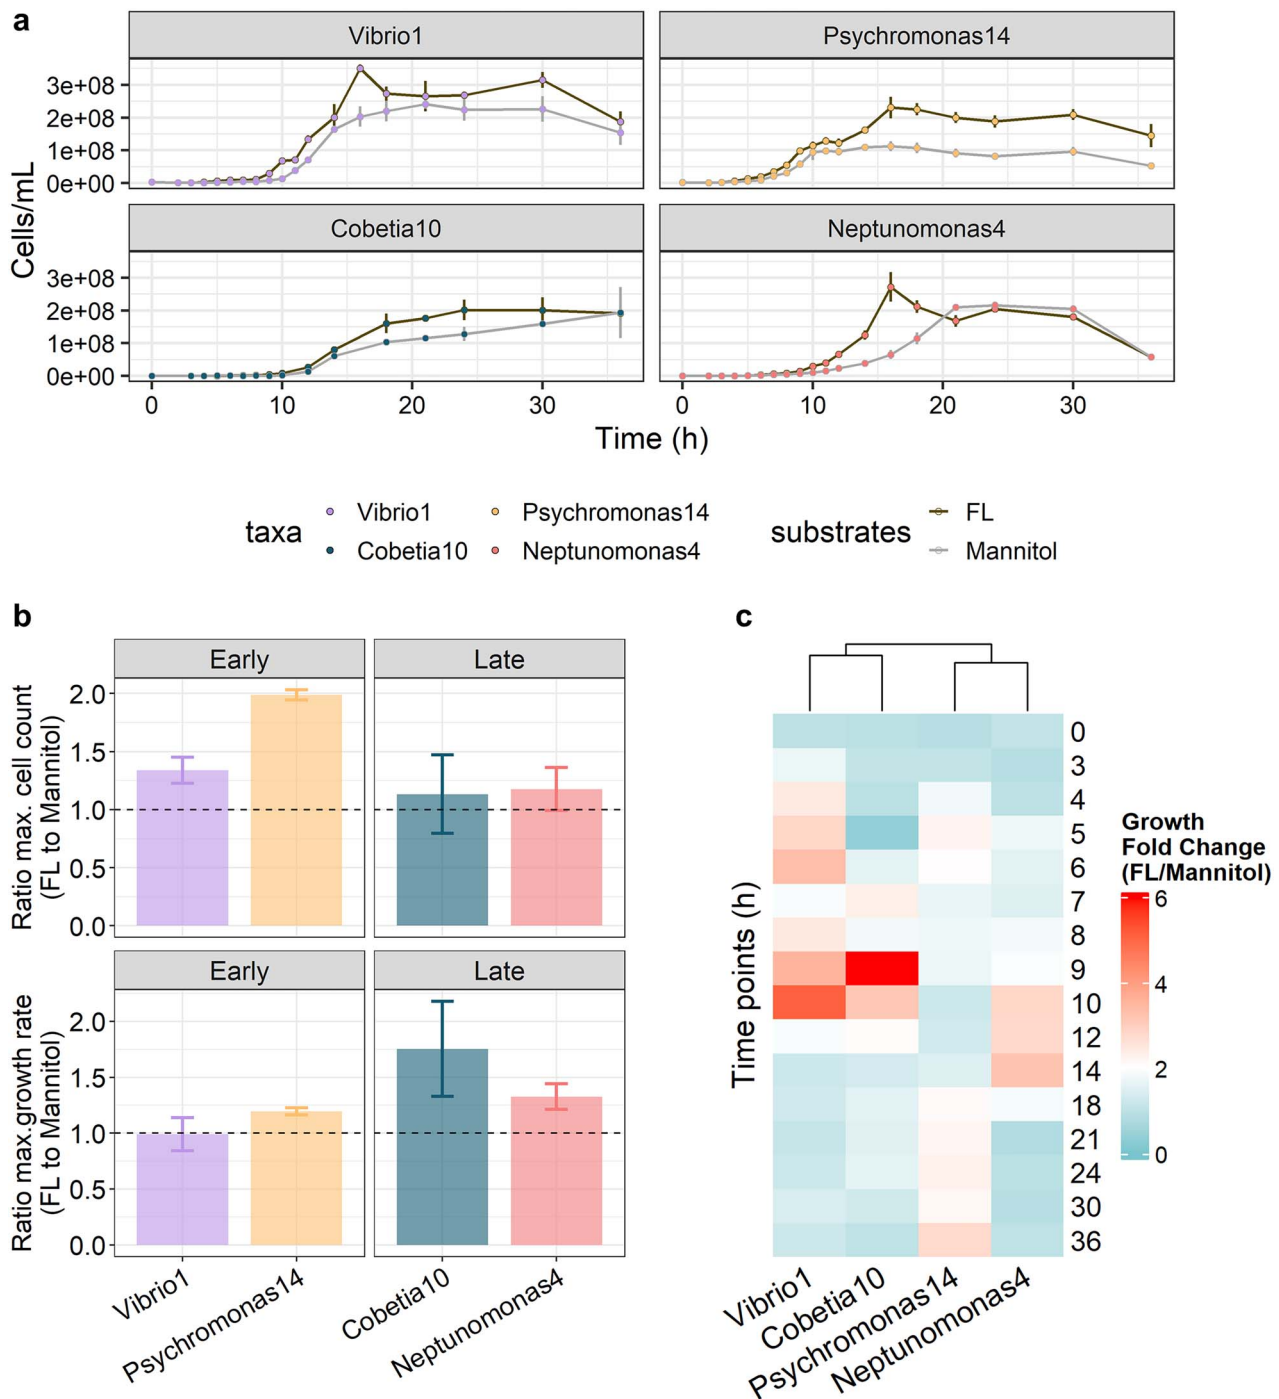 a
Vibrio1
Psychromonas14
Cells/mL
3e+08
2e+08
1e+08
0e+00
Cobetia10
Neptunomonas4
3e+08
2e+08
1e+08
0e+00
0 10 20 30
0 10 20 30
Time (h)
taxa
Vibrio1
Psychromonas14
Cobetia10
Neptunomonas4
substrates
FL
Mannitol
b
Early
Late
Ratio max. cell count
(FL to Mannitol)
2.0
1.5
1.0
0.5
0.0
Early
Late
Ratio max.growth rate
(FL to Mannitol)
2.0
1.5
1.0
0.5
0.0
Vibrio1
Psychromonas14
Cobetia10
Neptunomonas4
c
Time points (h)
0
3
4
5
6
7
8
9
10
12
14
18
21
24
30
36
Vibrio1
Cobetia10
Psychromonas14
Neptunomonas4
Growth
Fold Change
(FL/Mannitol)
6
4
2
0